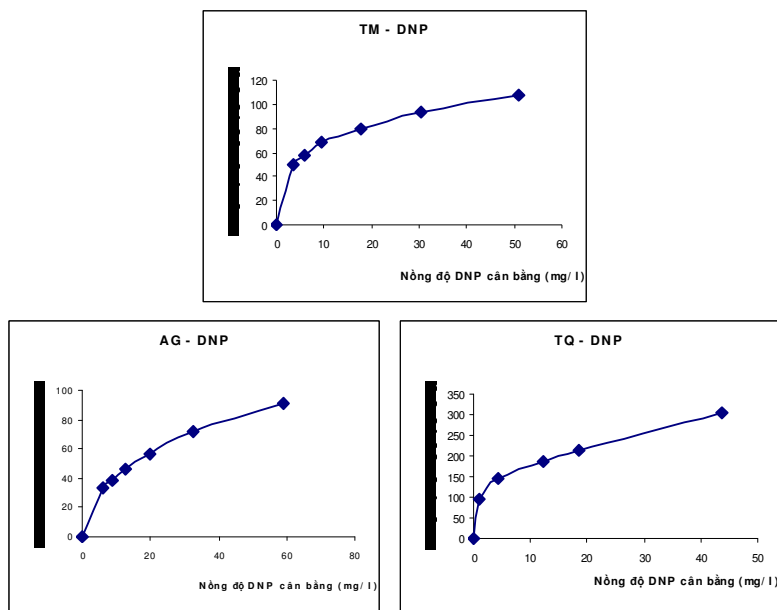 TM - DNP
120
100
80
60
40
20
0
0 10 20 30 40 50 60
Nồng độ DNP cân bằng (mg/ l)
AG - DNP
100
80
60
40
20
0
0 20 40 60 80
Nồng độ DNP cân bằng (mg/ l)
TQ - DNP
350
300
250
200
150
100
50
0
0 10 20 30 40 50
Nồng độ DNP cân bằng (mg/ l)